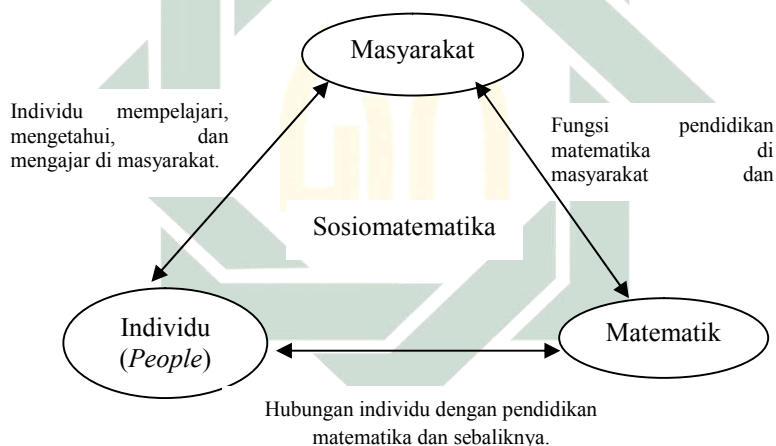 Masyarakat
Individu mempelajari,
mengetahui, dan
mengajar di masyarakat.
Fungsi pendidikan
matematika di
masyarakat dan
Sosiomatematika
Individu
(People)
Matematik
Hubungan individu dengan pendidikan
matematika dan sebaliknya.